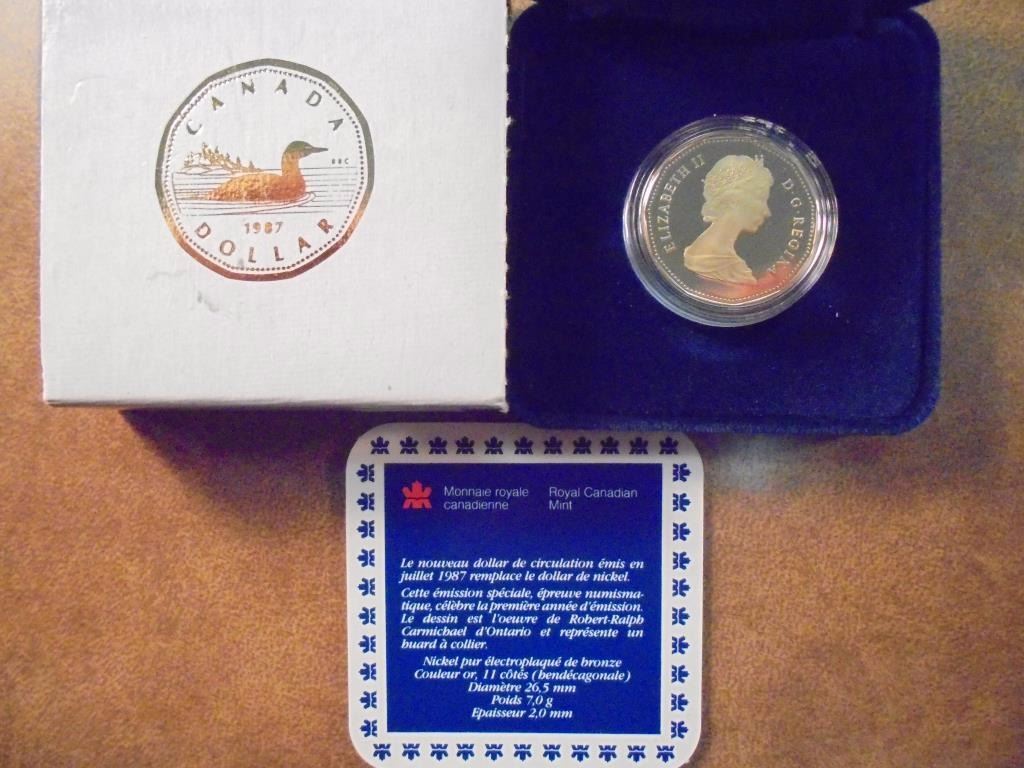 CANADA
RRC
1987
DOLLAR
ELIZABETH II D·G·REGINA
Monnaie royale canadienne
Royal Canadian Mint
Le nouveau dollar de circulation émis en
juillet 1987 remplace le dollar de nickel.
Cette émission spéciale, épreuve numisma-
tique, célèbre la première année d'émission.
Le dessin est l'oeuvre de Robert-Ralph
Carmichael d'Ontario et représente un
huard à collier.
Nickel pur électroplaqué de bronze
Couleur or, 11 côtés (hendécagonale)
Diamètre 26,5 mm
Poids 7,0 g
Epaisseur 2,0 mm